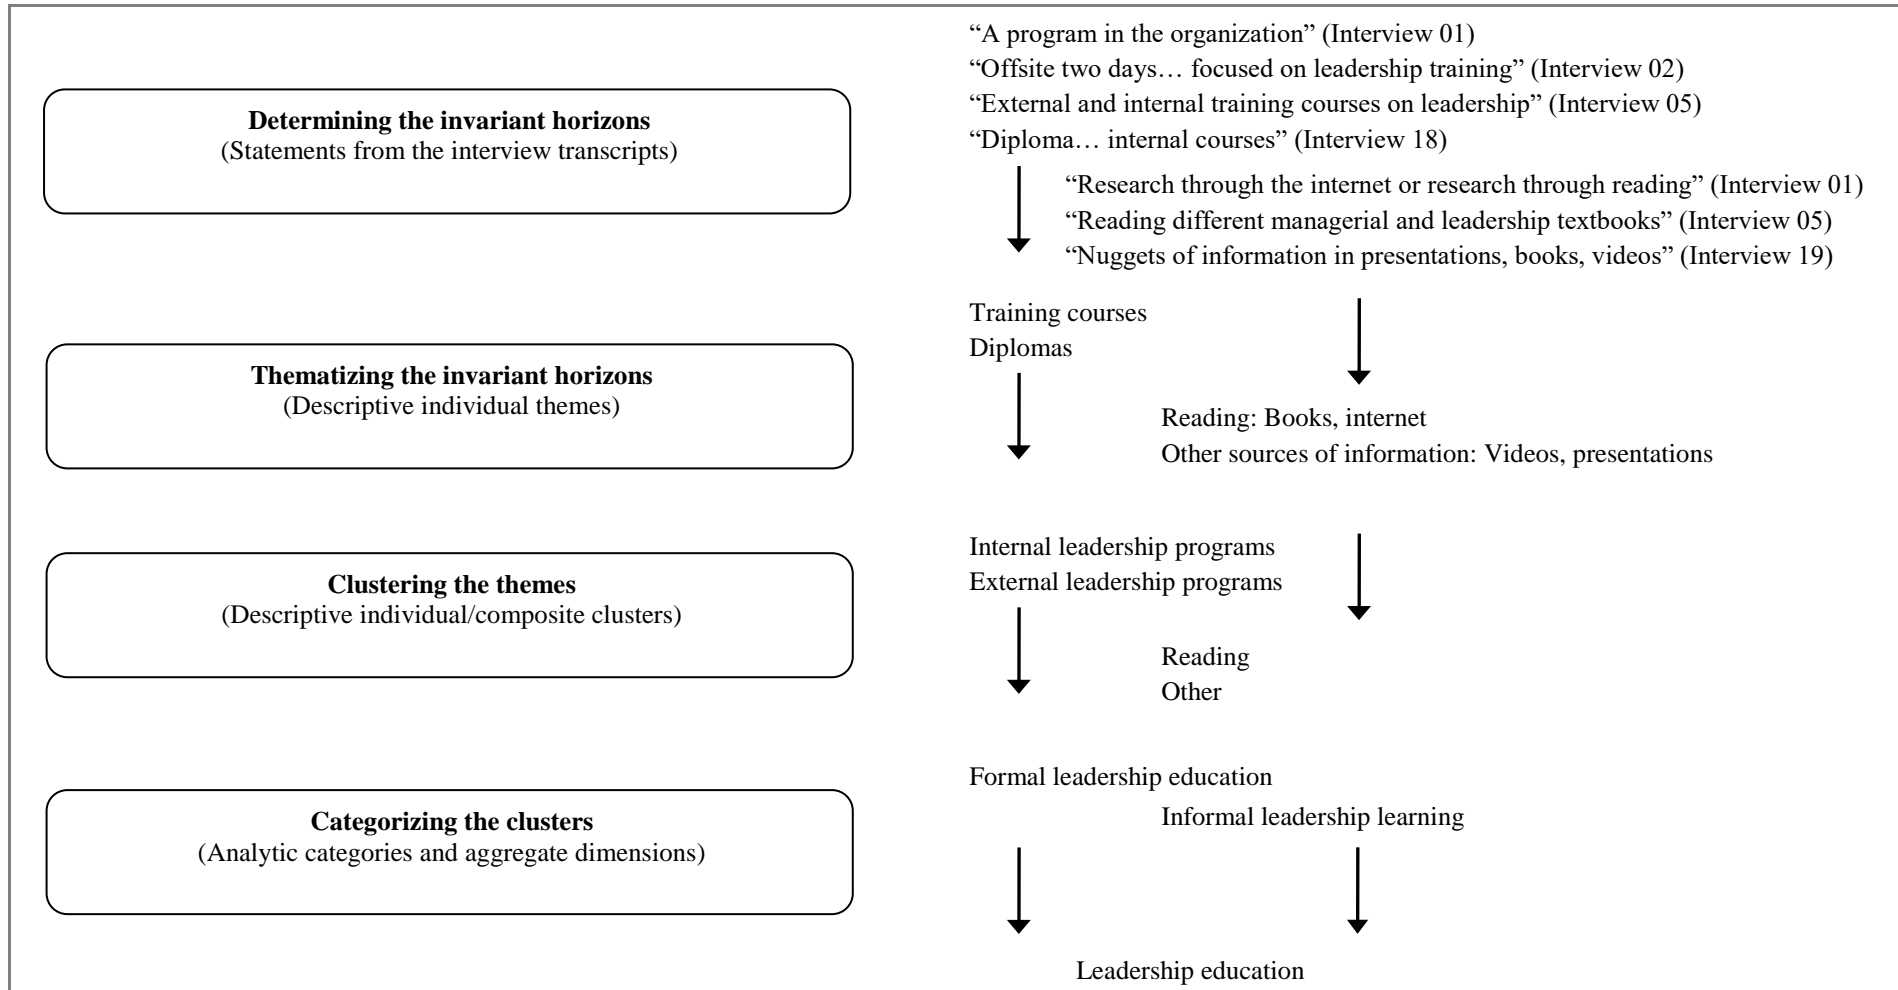 “A program in the organization” (Interview 01)
“Offsite two days… focused on leadership training” (Interview 02)
“External and internal training courses on leadership” (Interview 05)
“Diploma… internal courses” (Interview 18)
Determining the invariant horizons
(Statements from the interview transcripts)
“Research through the internet or research through reading” (Interview 01)
“Reading different managerial and leadership textbooks” (Interview 05)
“Nuggets of information in presentations, books, videos” (Interview 19)
Thematizing the invariant horizons
(Descriptive individual themes)
Training courses
Diplomas
Reading: Books, internet
Other sources of information: Videos, presentations
Clustering the themes
(Descriptive individual/composite clusters)
Internal leadership programs
External leadership programs
Reading
Other
Categorizing the clusters
(Analytic categories and aggregate dimensions)
Formal leadership education
Informal leadership learning
Leadership education